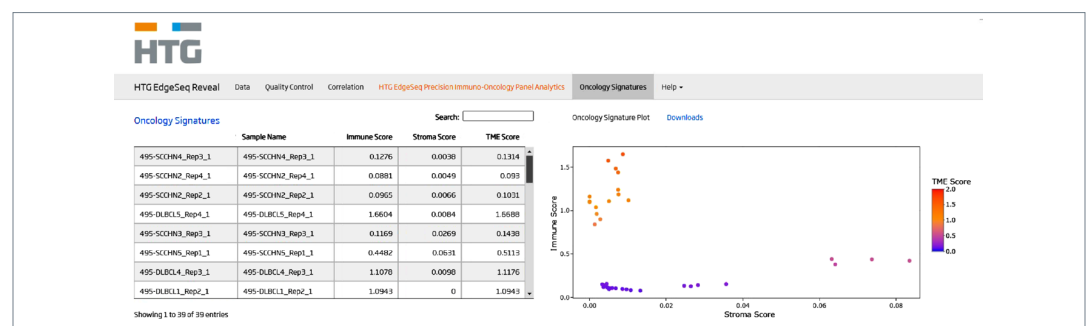 HTG
HTG EdgeSeq Reveal Data Quality Control Correlation HTG EdgeSeq Precision Immuno-Oncology Panel Analytics Oncology Signatures Help
Oncology Signatures Search:
Sample Name Immune Score Stroma Score TME Score
495-SCCHN4_Rep3_1 495-SCCHN4_Rep3_1 0.1276 0.0038 0.1314
495-SCCHN2_Rep4_1 495-SCCHN2_Rep4_1 0.0881 0.0049 0.093
495-SCCHN2_Rep2_1 495-SCCHN2_Rep2_1 0.0965 0.0066 0.1031
495-DLBCL5_Rep4_1 495-DLBCL5_Rep4_1 1.6604 0.0084 1.6688
495-SCCHN3_Rep3_1 495-SCCHN3_Rep3_1 0.1169 0.0269 0.1438
495-SCCHN5_Rep1_1 495-SCCHN5_Rep1_1 0.4482 0.0631 0.5113
495-DLBCL4_Rep3_1 495-DLBCL4_Rep3_1 1.1078 0.0098 1.1176
495-DLBCL1_Rep2_1 495-DLBCL1_Rep2_1 1.0943 0 1.0943
Showing 1 to 39 of 39 entries
Oncology Signature Plot Downloads
Immune Score
1.5
1.0
0.5
0.0
0.00 0.02 0.04 0.06 0.08
Stroma Score
TME Score
2.0
1.5
1.0
0.5
0.0